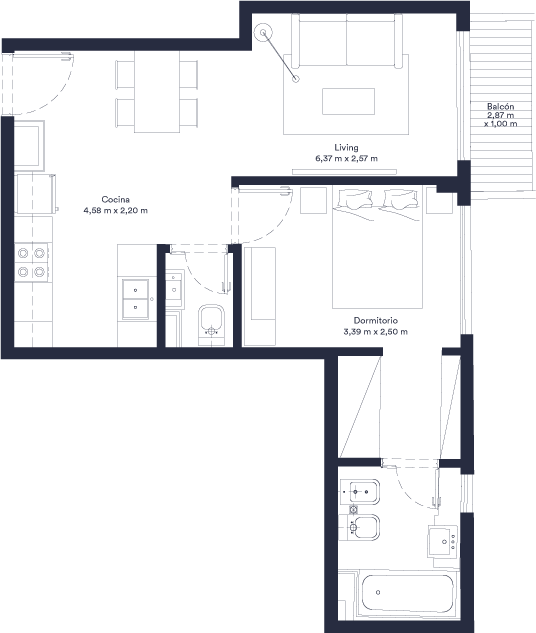 Balcón
2,87 m
x 1,00 m
Living
6,37 m x 2,57 m
Cocina
4,58 m x 2,20 m
Dormitorio
3,39 m x 2,50 m